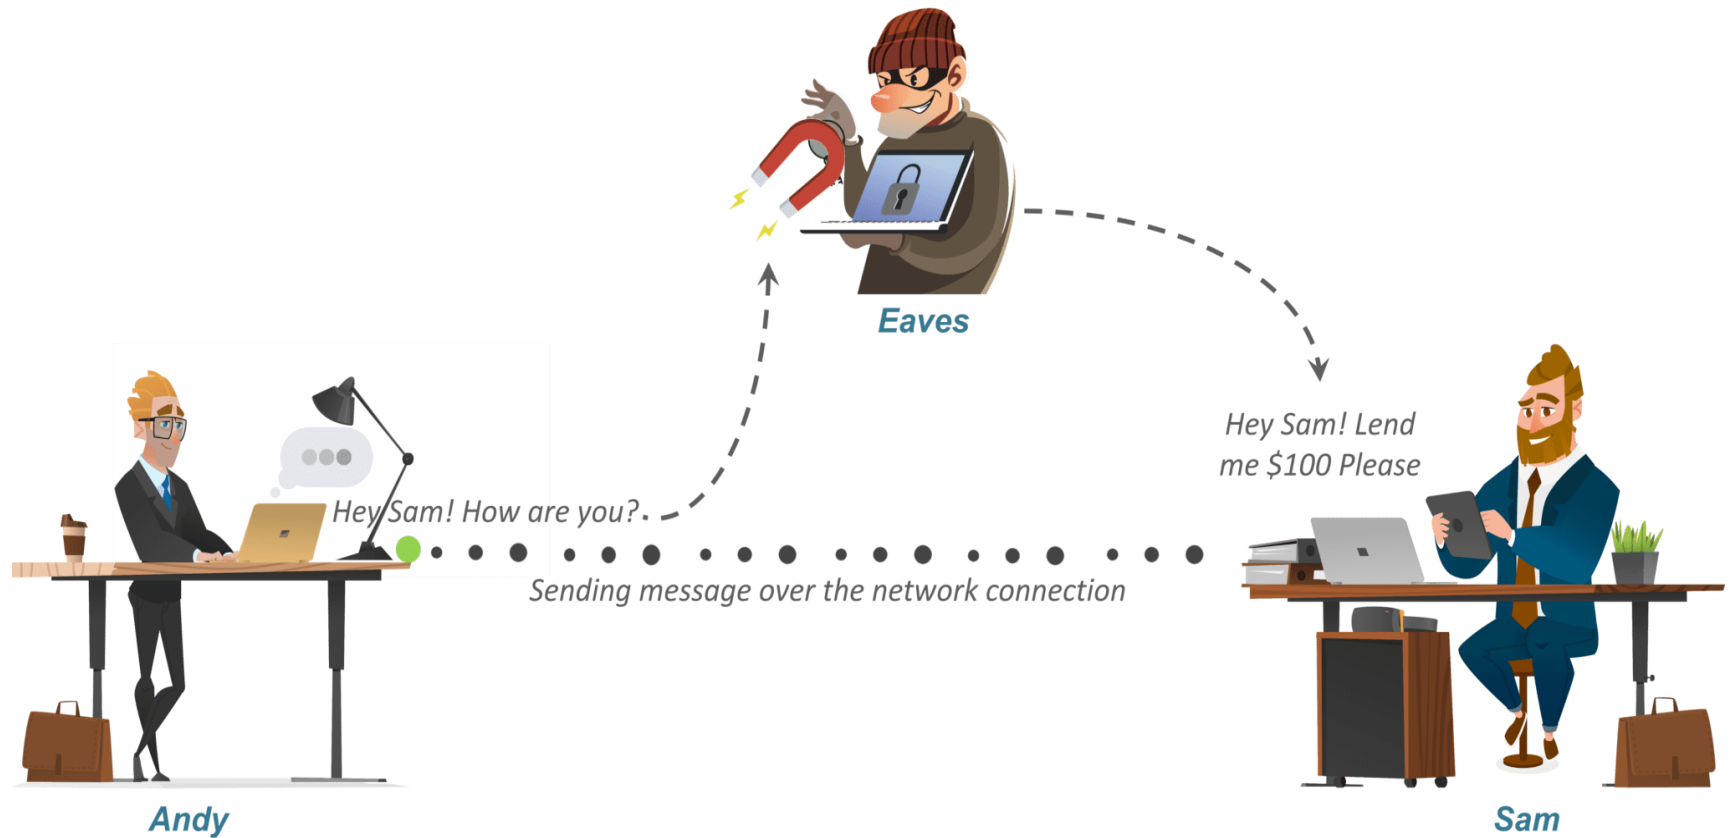 Eaves
Hey Sam! Lend
me $100 Please
Hey Sam! How are you?
Sending message over the network connection
Andy
Sam